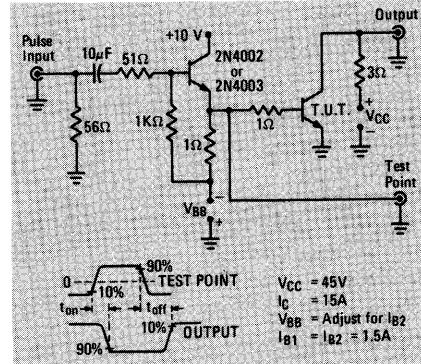 Output
Pulse
Input
10µF
51Ω
+10 V
2N4002
or
2N4003
3Ω
56Ω
1KΩ
1Ω
1Ω
T.U.T.
+
VCC
−
Test
Point
−
VBB
+
0
90%
TEST POINT
10%
ton
toff
10%
OUTPUT
90%
VCC = 45V
IC = 15A
VBB = Adjust for IB2
IB1 = IB2 = 1.5A